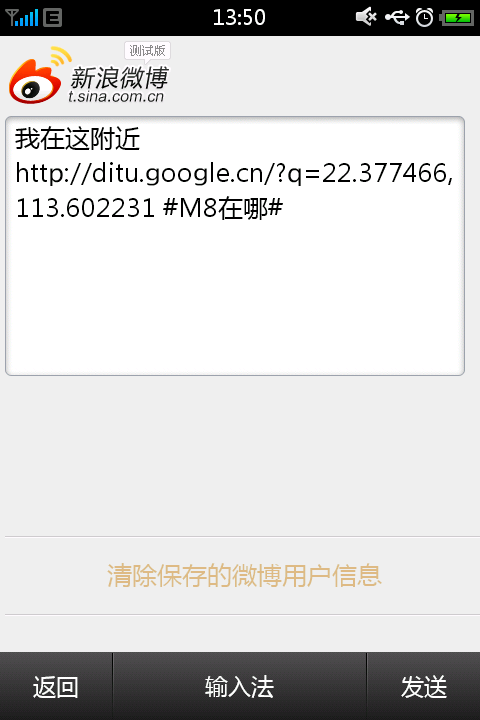 13:50
测试版
新浪微博
t.sina.com.cn
我在这附近
http://ditu.google.cn/?q=22.377466,
113.602231 #M8在哪#
清除保存的微博用户信息
返回 输入法 发送